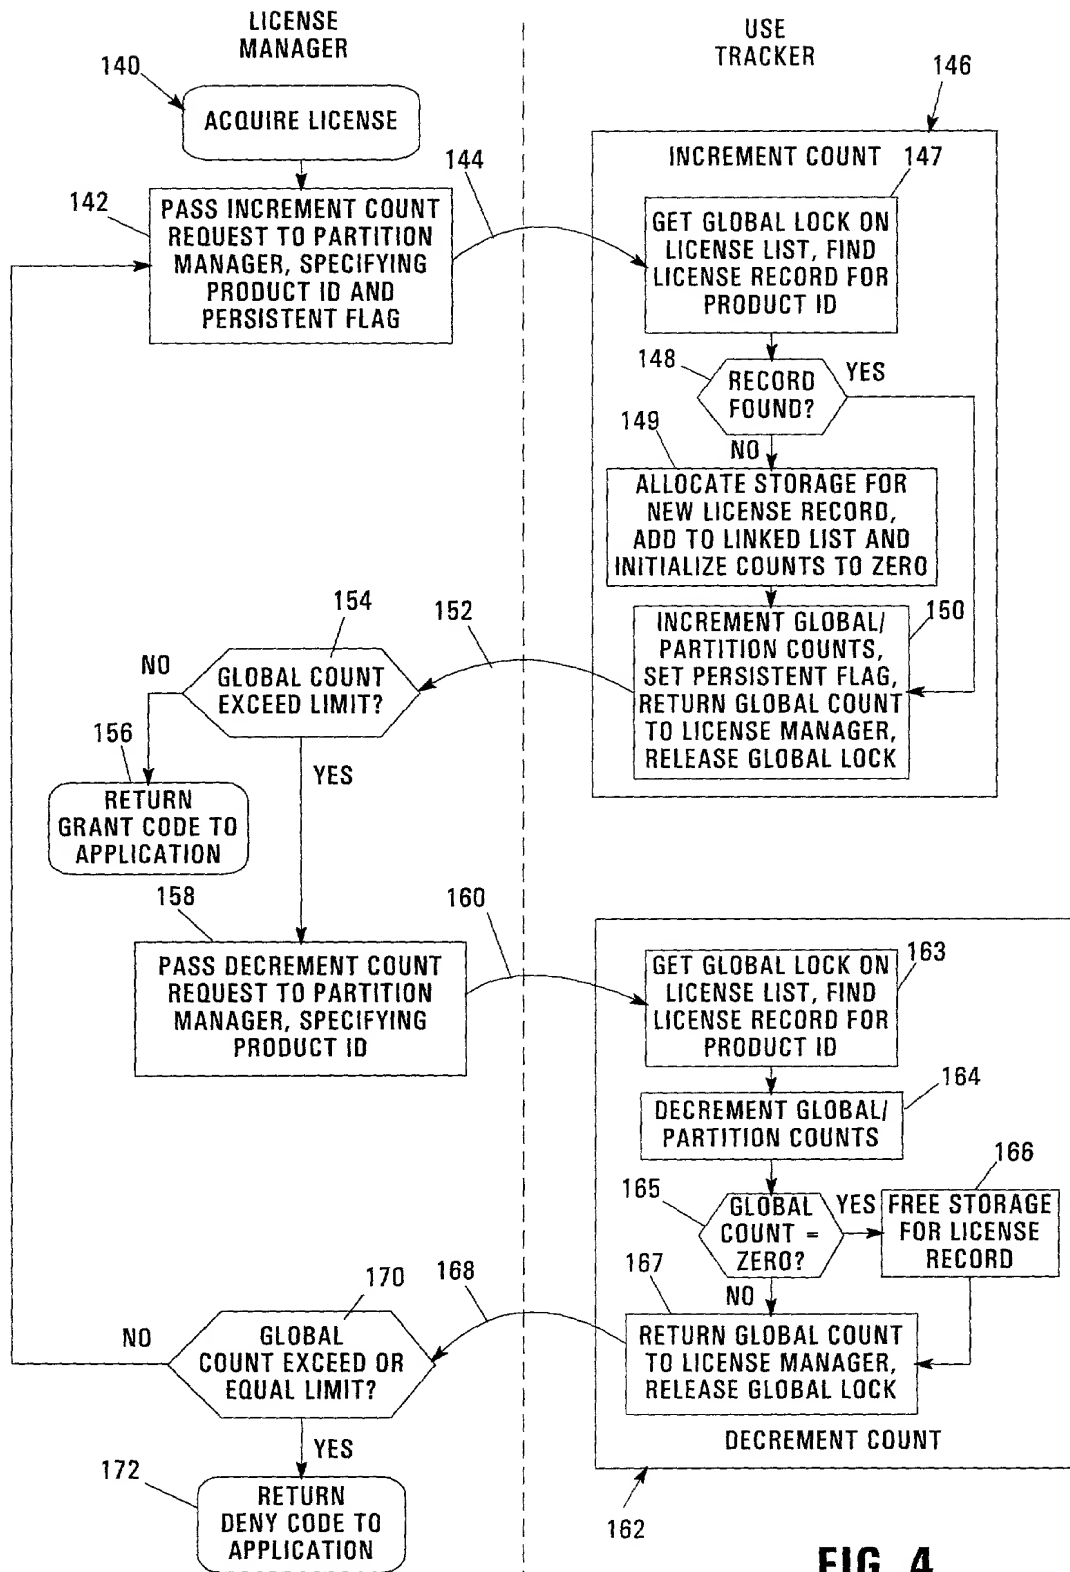 LICENSE
MANAGER
USE
TRACKER
140
146
ACQUIRE LICENSE
INCREMENT COUNT
144
147
142
PASS INCREMENT COUNT
REQUEST TO PARTITION
MANAGER, SPECIFYING
PRODUCT ID AND
PERSISTENT FLAG
GET GLOBAL LOCK ON
LICENSE LIST, FIND
LICENSE RECORD FOR
PRODUCT ID
148
RECORD
FOUND?
YES
149
NO
ALLOCATE STORAGE FOR
NEW LICENSE RECORD,
ADD TO LINKED LIST AND
INITIALIZE COUNTS TO ZERO
154
152
150
INCREMENT GLOBAL/
PARTITION COUNTS,
SET PERSISTENT FLAG,
RETURN GLOBAL COUNT
TO LICENSE MANAGER,
RELEASE GLOBAL LOCK
NO
GLOBAL COUNT
EXCEED LIMIT?
156
YES
RETURN
GRANT CODE TO
APPLICATION
158
160
PASS DECREMENT COUNT
REQUEST TO PARTITION
MANAGER, SPECIFYING
PRODUCT ID
GET GLOBAL LOCK ON
LICENSE LIST, FIND
LICENSE RECORD FOR
PRODUCT ID
163
164
DECREMENT GLOBAL/
PARTITION COUNTS
166
165
GLOBAL
COUNT =
ZERO?
YES
FREE STORAGE
FOR LICENSE
RECORD
167
NO
170
168
NO
GLOBAL
COUNT EXCEED OR
EQUAL LIMIT?
RETURN GLOBAL COUNT
TO LICENSE MANAGER,
RELEASE GLOBAL LOCK
DECREMENT COUNT
YES
172
RETURN
DENY CODE TO
APPLICATION
162
FIG. 4